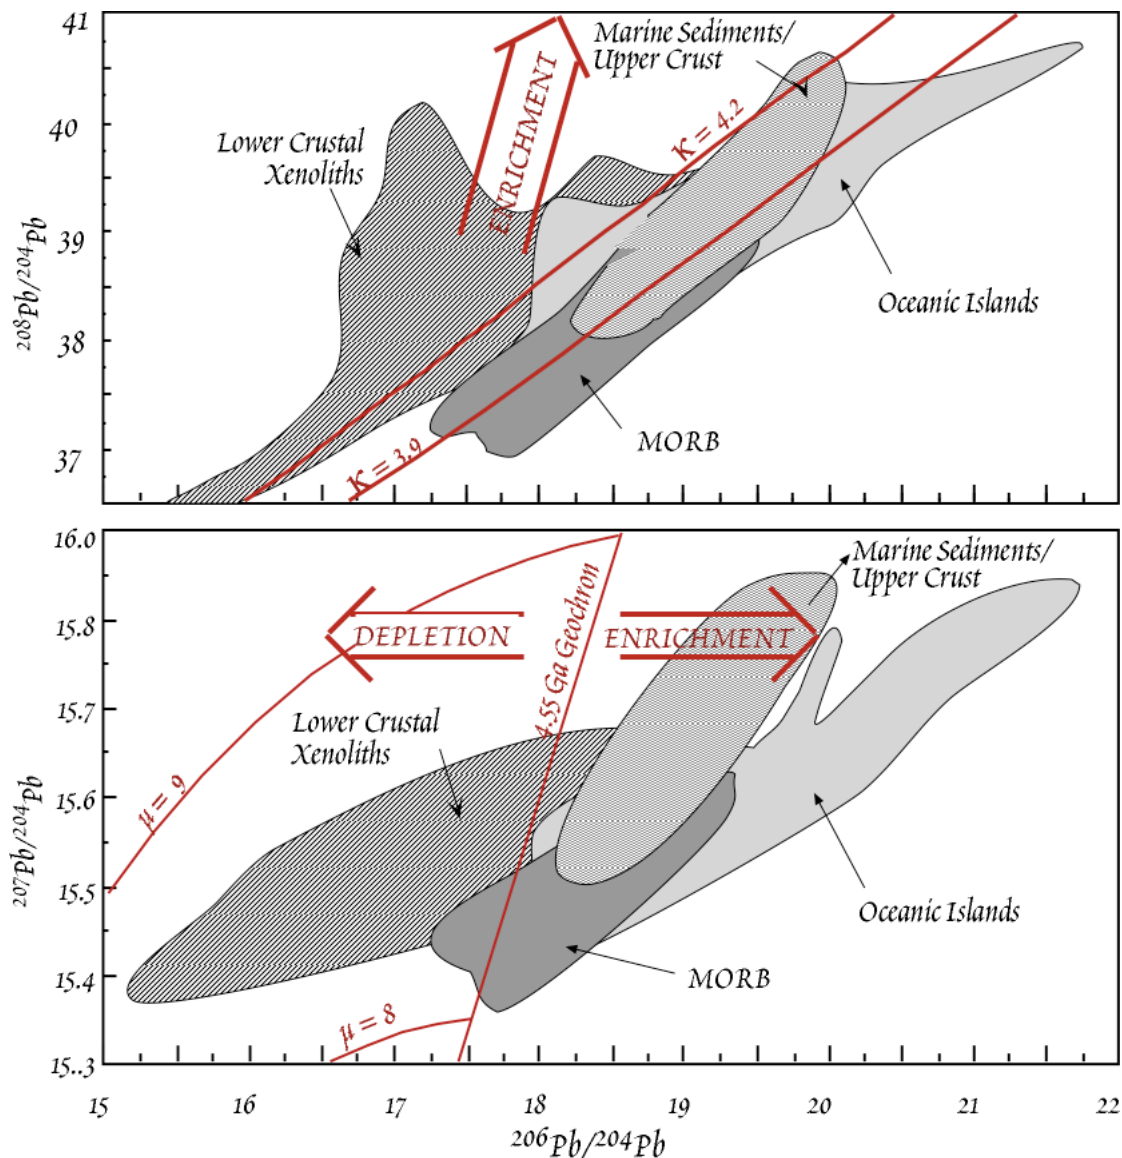 41
40
39
38
37
208Pb/204Pb
Marine Sediments/
Upper Crust
Lower Crustal
Xenoliths
ENRICHMENT
κ = 4.2
κ = 3.9
Oceanic Islands
MORB
16.0
15.8
15.7
15.6
15.5
15.4
15..3
207Pb/204Pb
Marine Sediments/
Upper Crust
DEPLETION
ENRICHMENT
4.55 Ga Geochron
Lower Crustal
Xenoliths
μ = 9
μ = 8
Oceanic Islands
MORB
15 16 17 18 19 20 21 22
206Pb/204Pb